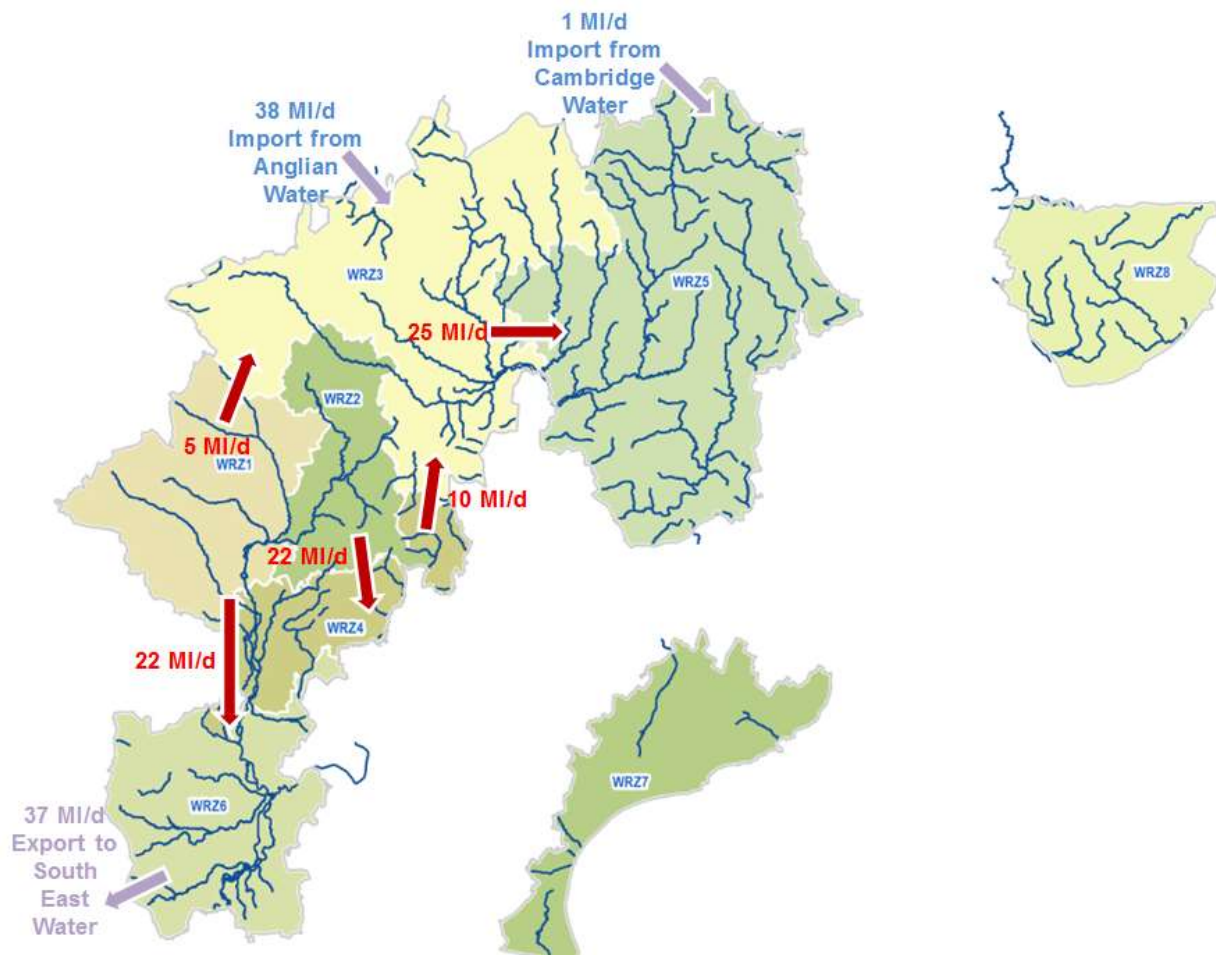 1 Ml/d
Import from
Cambridge
Water
38 Ml/d
Import from
Anglian
Water
WRZ3
WRZ5
WRZ8
25 Ml/d
WRZ2
5 Ml/d
WRZ1
10 Ml/d
22 Ml/d
WRZ4
22 Ml/d
WRZ7
WRZ6
37 Ml/d
Export to
South
East
Water